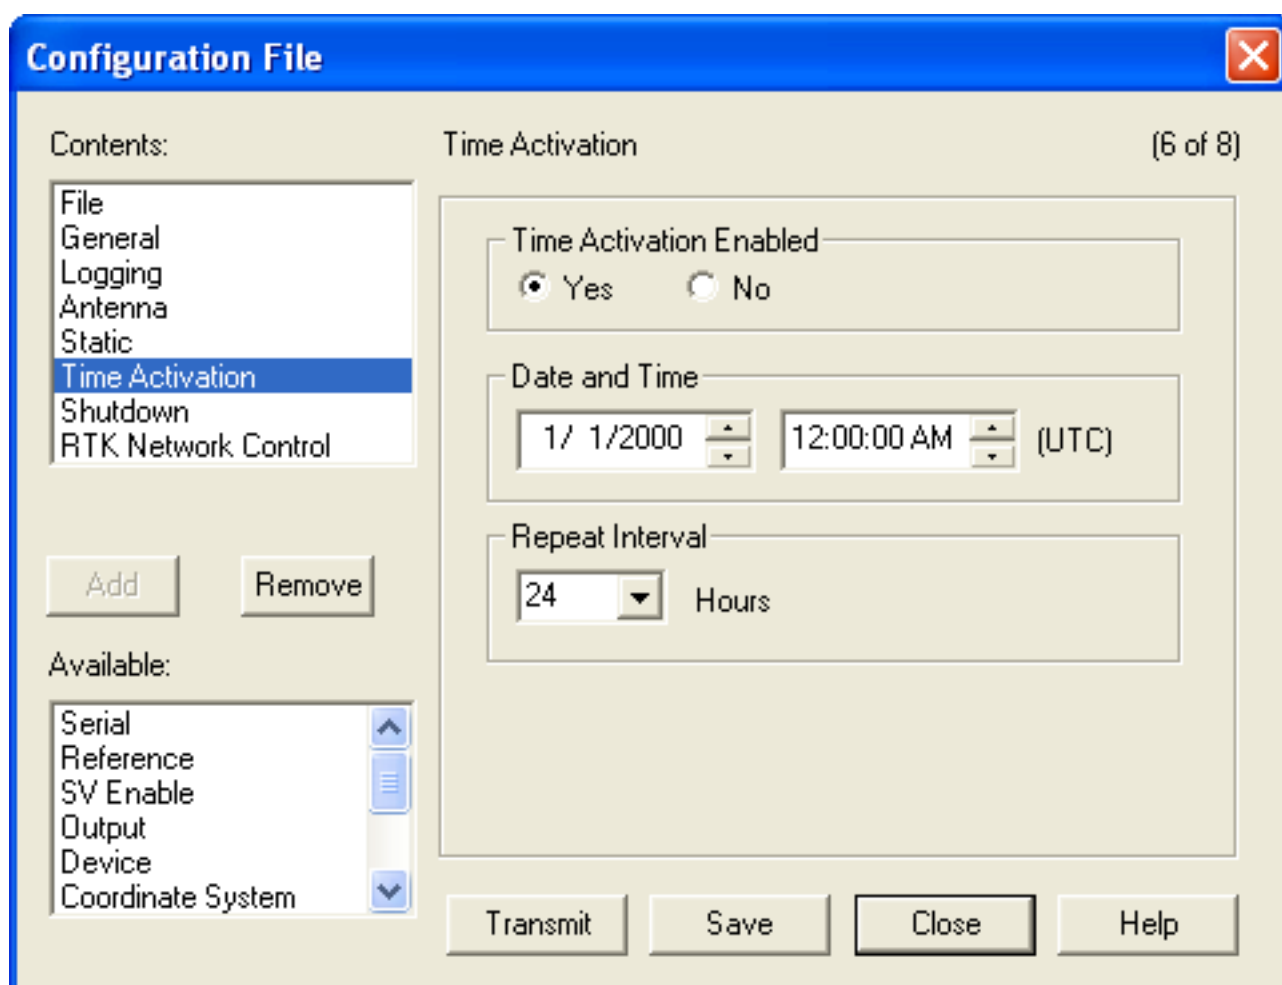 Configuration File
Contents:
File
General
Logging
Antenna
Static
Time Activation
Shutdown
RTK Network Control
Add
Remove
Available:
Serial
Reference
SV Enable
Output
Device
Coordinate System
Time Activation
(6 of 8)
Time Activation Enabled
Yes No
Date and Time
1/ 1/2000 12:00:00 AM (UTC)
Repeat Interval
24 Hours
Transmit Save Close Help